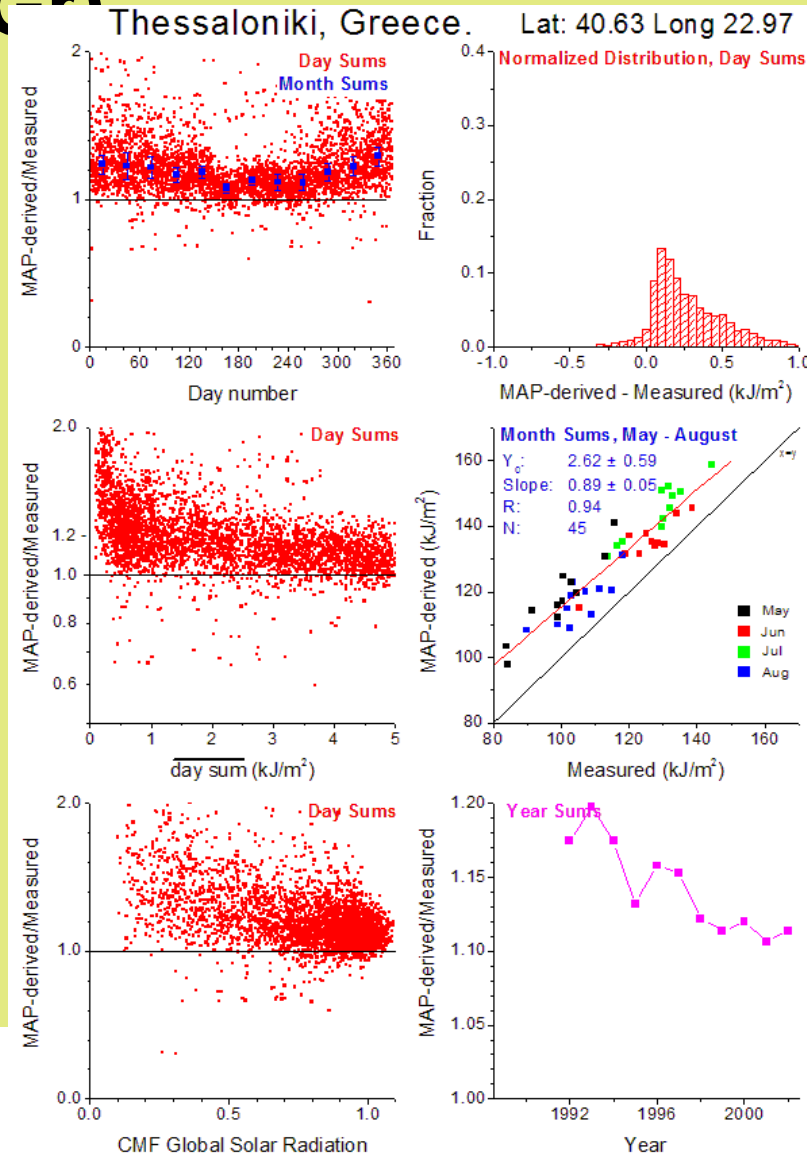 Thessaloniki, Greece. Lat: 40.63 Long 22.97
MAP-derived/Measured
2
1
0
Day Sums
Month Sums
0 60 120 180 240 300 360
Day number
Fraction
0.4
0.3
0.2
0.1
0.0
Normalized Distribution, Day Sums
-1.0 -0.5 0.0 0.5 1.0
MAP-derived - Measured (kJ/m²)
MAP-derived/Measured
2.0
1.2
1.0
0.8
0.6
Day Sums
0 1 2 3 4 5
day sum (kJ/m²)
MAP-derived (kJ/m²)
160
140
120
100
80
Month Sums, May - August
Y꜀: 2.62 ± 0.59
Slope: 0.89 ± 0.05
R: 0.94
N: 45
x=y
May
Jun
Jul
Aug
80 100 120 140 160
Measured (kJ/m²)
MAP-derived/Measured
2.0
1.0
0.0
Day Sums
0.0 0.5 1.0
CMF Global Solar Radiation
MAP-derived/Measured
1.20
1.15
1.10
1.05
1.00
Year Sums
1992 1996 2000
Year